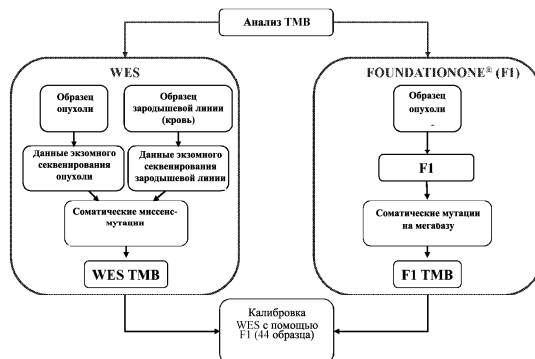 Анализ TMB
WES
Образец
опухоли
Образец
зародышевой линии
(кровь)
Данные экзомного
секвенирования
опухоли
Данные экзомного
секвенирования
зародышевой линии
Соматические миссенс-
мутации
WES TMB
FOUNDATIONONE® (F1)
Образец
опухоли
F1
Соматические мутации
на мегабазу
F1 TMB
Калибровка
WES с помощью
F1 (44 образца)